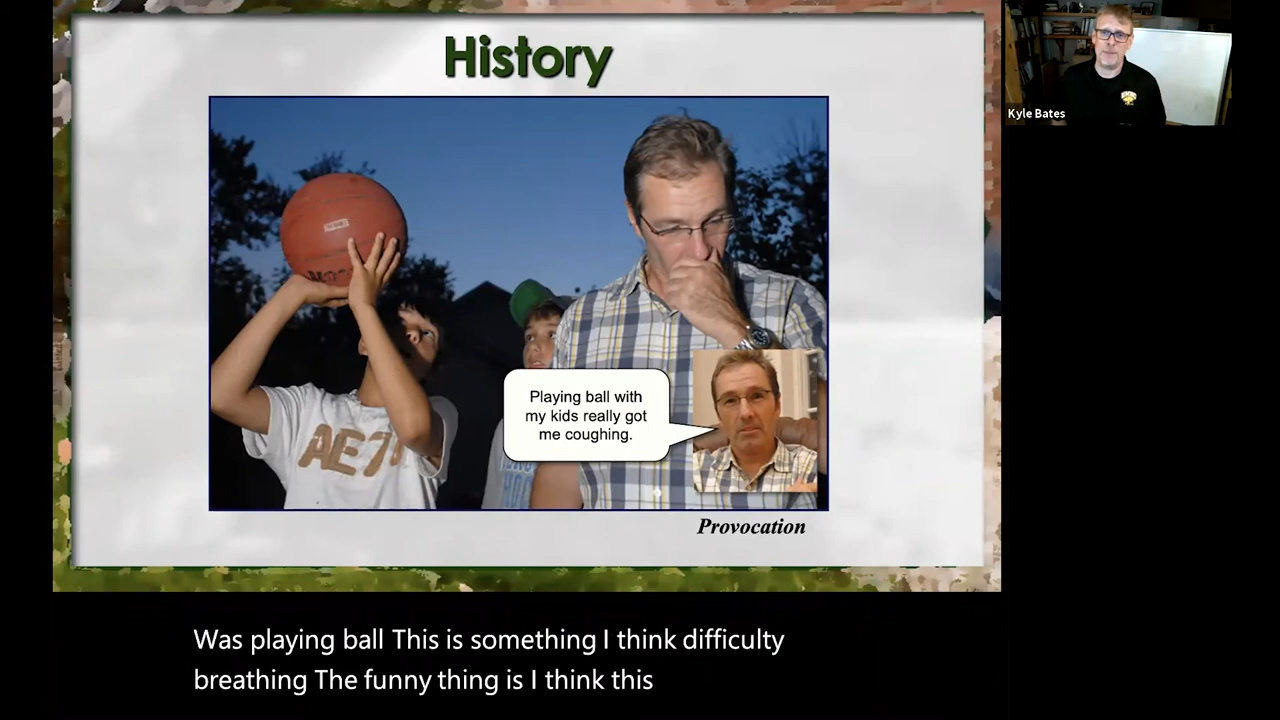 History
Kyle Bates
AE7
Playing ball with
my kids really got
me coughing.
Provocation
Was playing ball This is something I think difficulty
breathing The funny thing is I think this